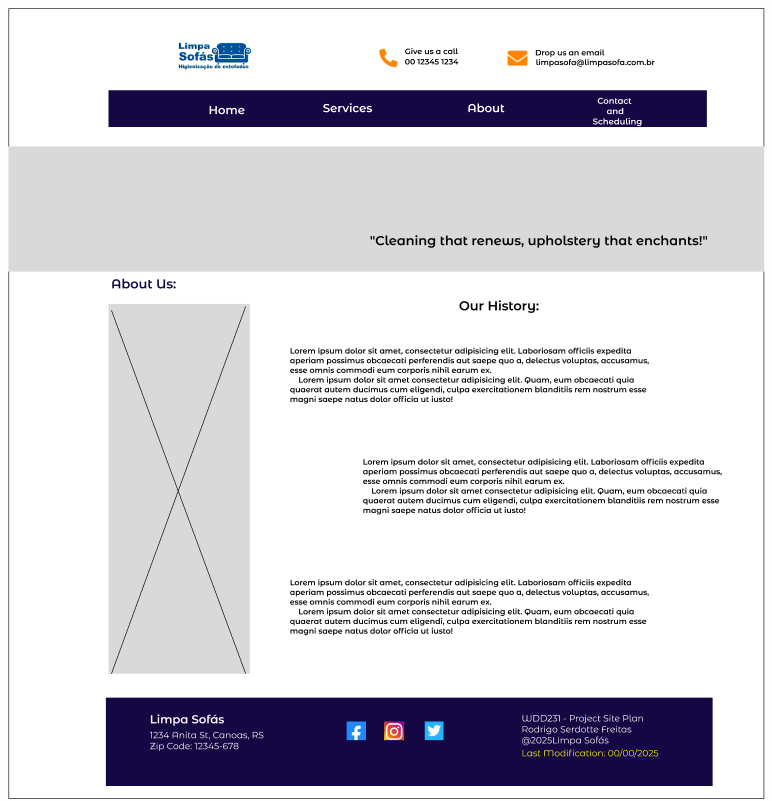 Limpa
Sofás
Higienização de estofados
Give us a call
00 12345 1234
Drop us an email
limpasofa@limpasofa.com.br
Home
Services
About
Contact
and
Scheduling
"Cleaning that renews, upholstery that enchants!"
About Us:
Our History:
Lorem ipsum dolor sit amet, consectetur adipisicing elit. Laboriosam officiis expedita
aperiam possimus obcaecati perferendis aut saepe quo a, delectus voluptas, accusamus,
esse omnis commodi eum corporis nihil earum ex.
Lorem ipsum dolor sit amet consectetur adipisicing elit. Quam, eum obcaecati quia
quaerat autem ducimus cum eligendi, culpa exercitationem blanditiis rem nostrum esse
magni saepe natus dolor officia ut iusto!
Lorem ipsum dolor sit amet, consectetur adipisicing elit. Laboriosam officiis expedita
aperiam possimus obcaecati perferendis aut saepe quo a, delectus voluptas, accusamus,
esse omnis commodi eum corporis nihil earum ex.
Lorem ipsum dolor sit amet consectetur adipisicing elit. Quam, eum obcaecati quia
quaerat autem ducimus cum eligendi, culpa exercitationem blanditiis rem nostrum esse
magni saepe natus dolor officia ut iusto!
Lorem ipsum dolor sit amet, consectetur adipisicing elit. Laboriosam officiis expedita
aperiam possimus obcaecati perferendis aut saepe quo a, delectus voluptas, accusamus,
esse omnis commodi eum corporis nihil earum ex.
Lorem ipsum dolor sit amet consectetur adipisicing elit. Quam, eum obcaecati quia
quaerat autem ducimus cum eligendi, culpa exercitationem blanditiis rem nostrum esse
magni saepe natus dolor officia ut iusto!
Limpa Sofás
1234 Anita St, Canoas, RS
Zip Code: 12345-678
WDD231 - Project Site Plan
Rodrigo Serdotte Freitas
@2025Limpa Sofás
Last Modification: 00/00/2025